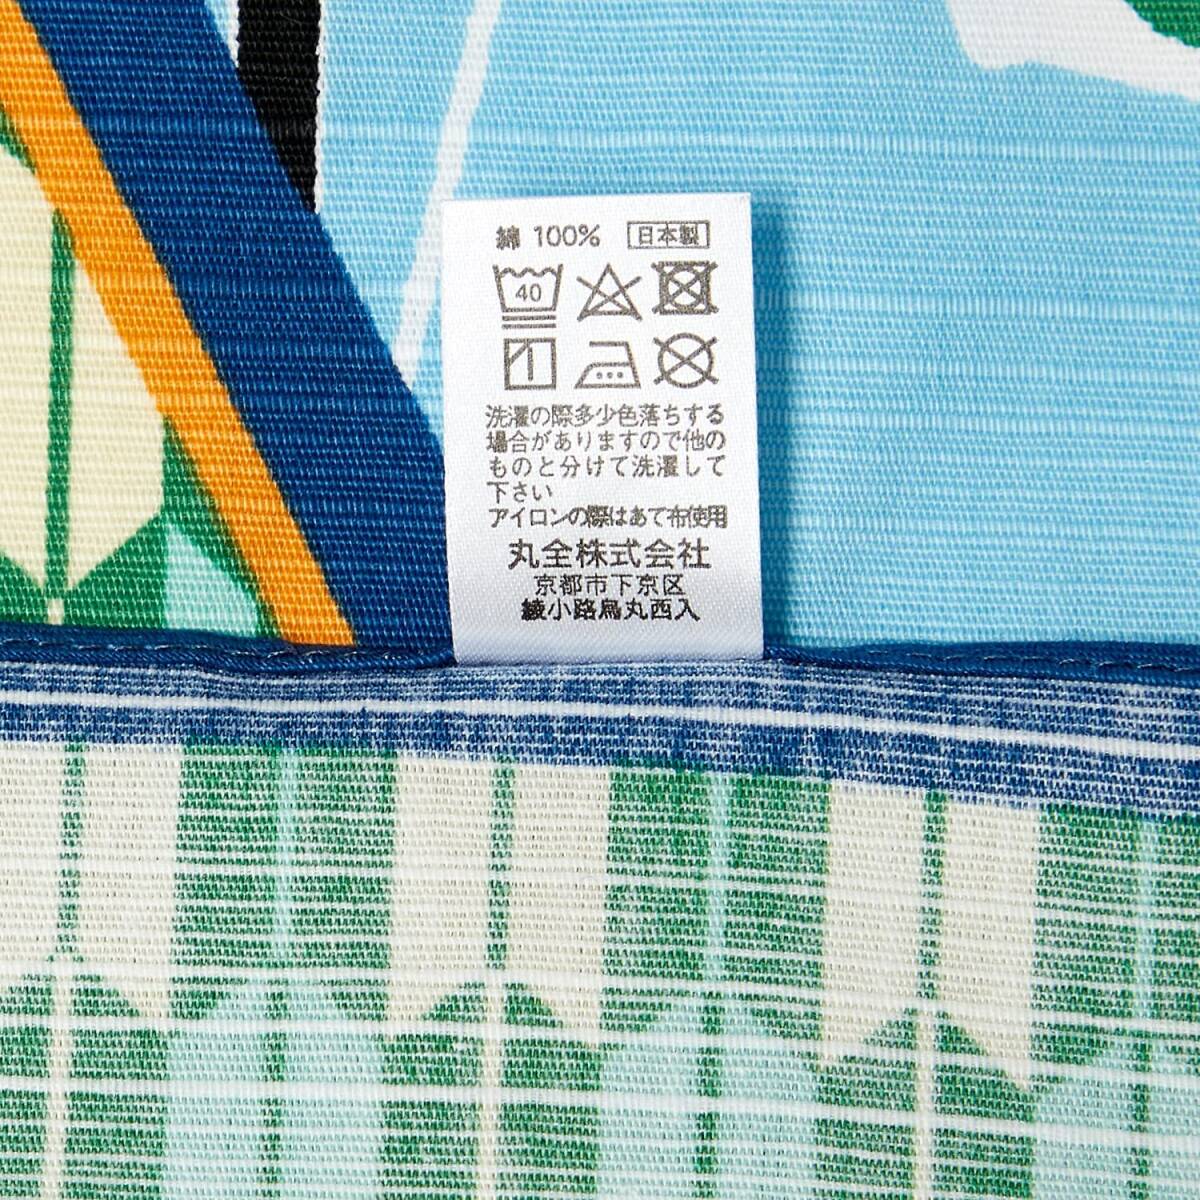 綿 100% 日本製
40
洗濯の際多少色落ちする
場合がありますので他の
ものと分けて洗濯して
下さい
アイロンの際はあて布使用
丸全株式会社
京都市下京区
綾小路烏丸西入